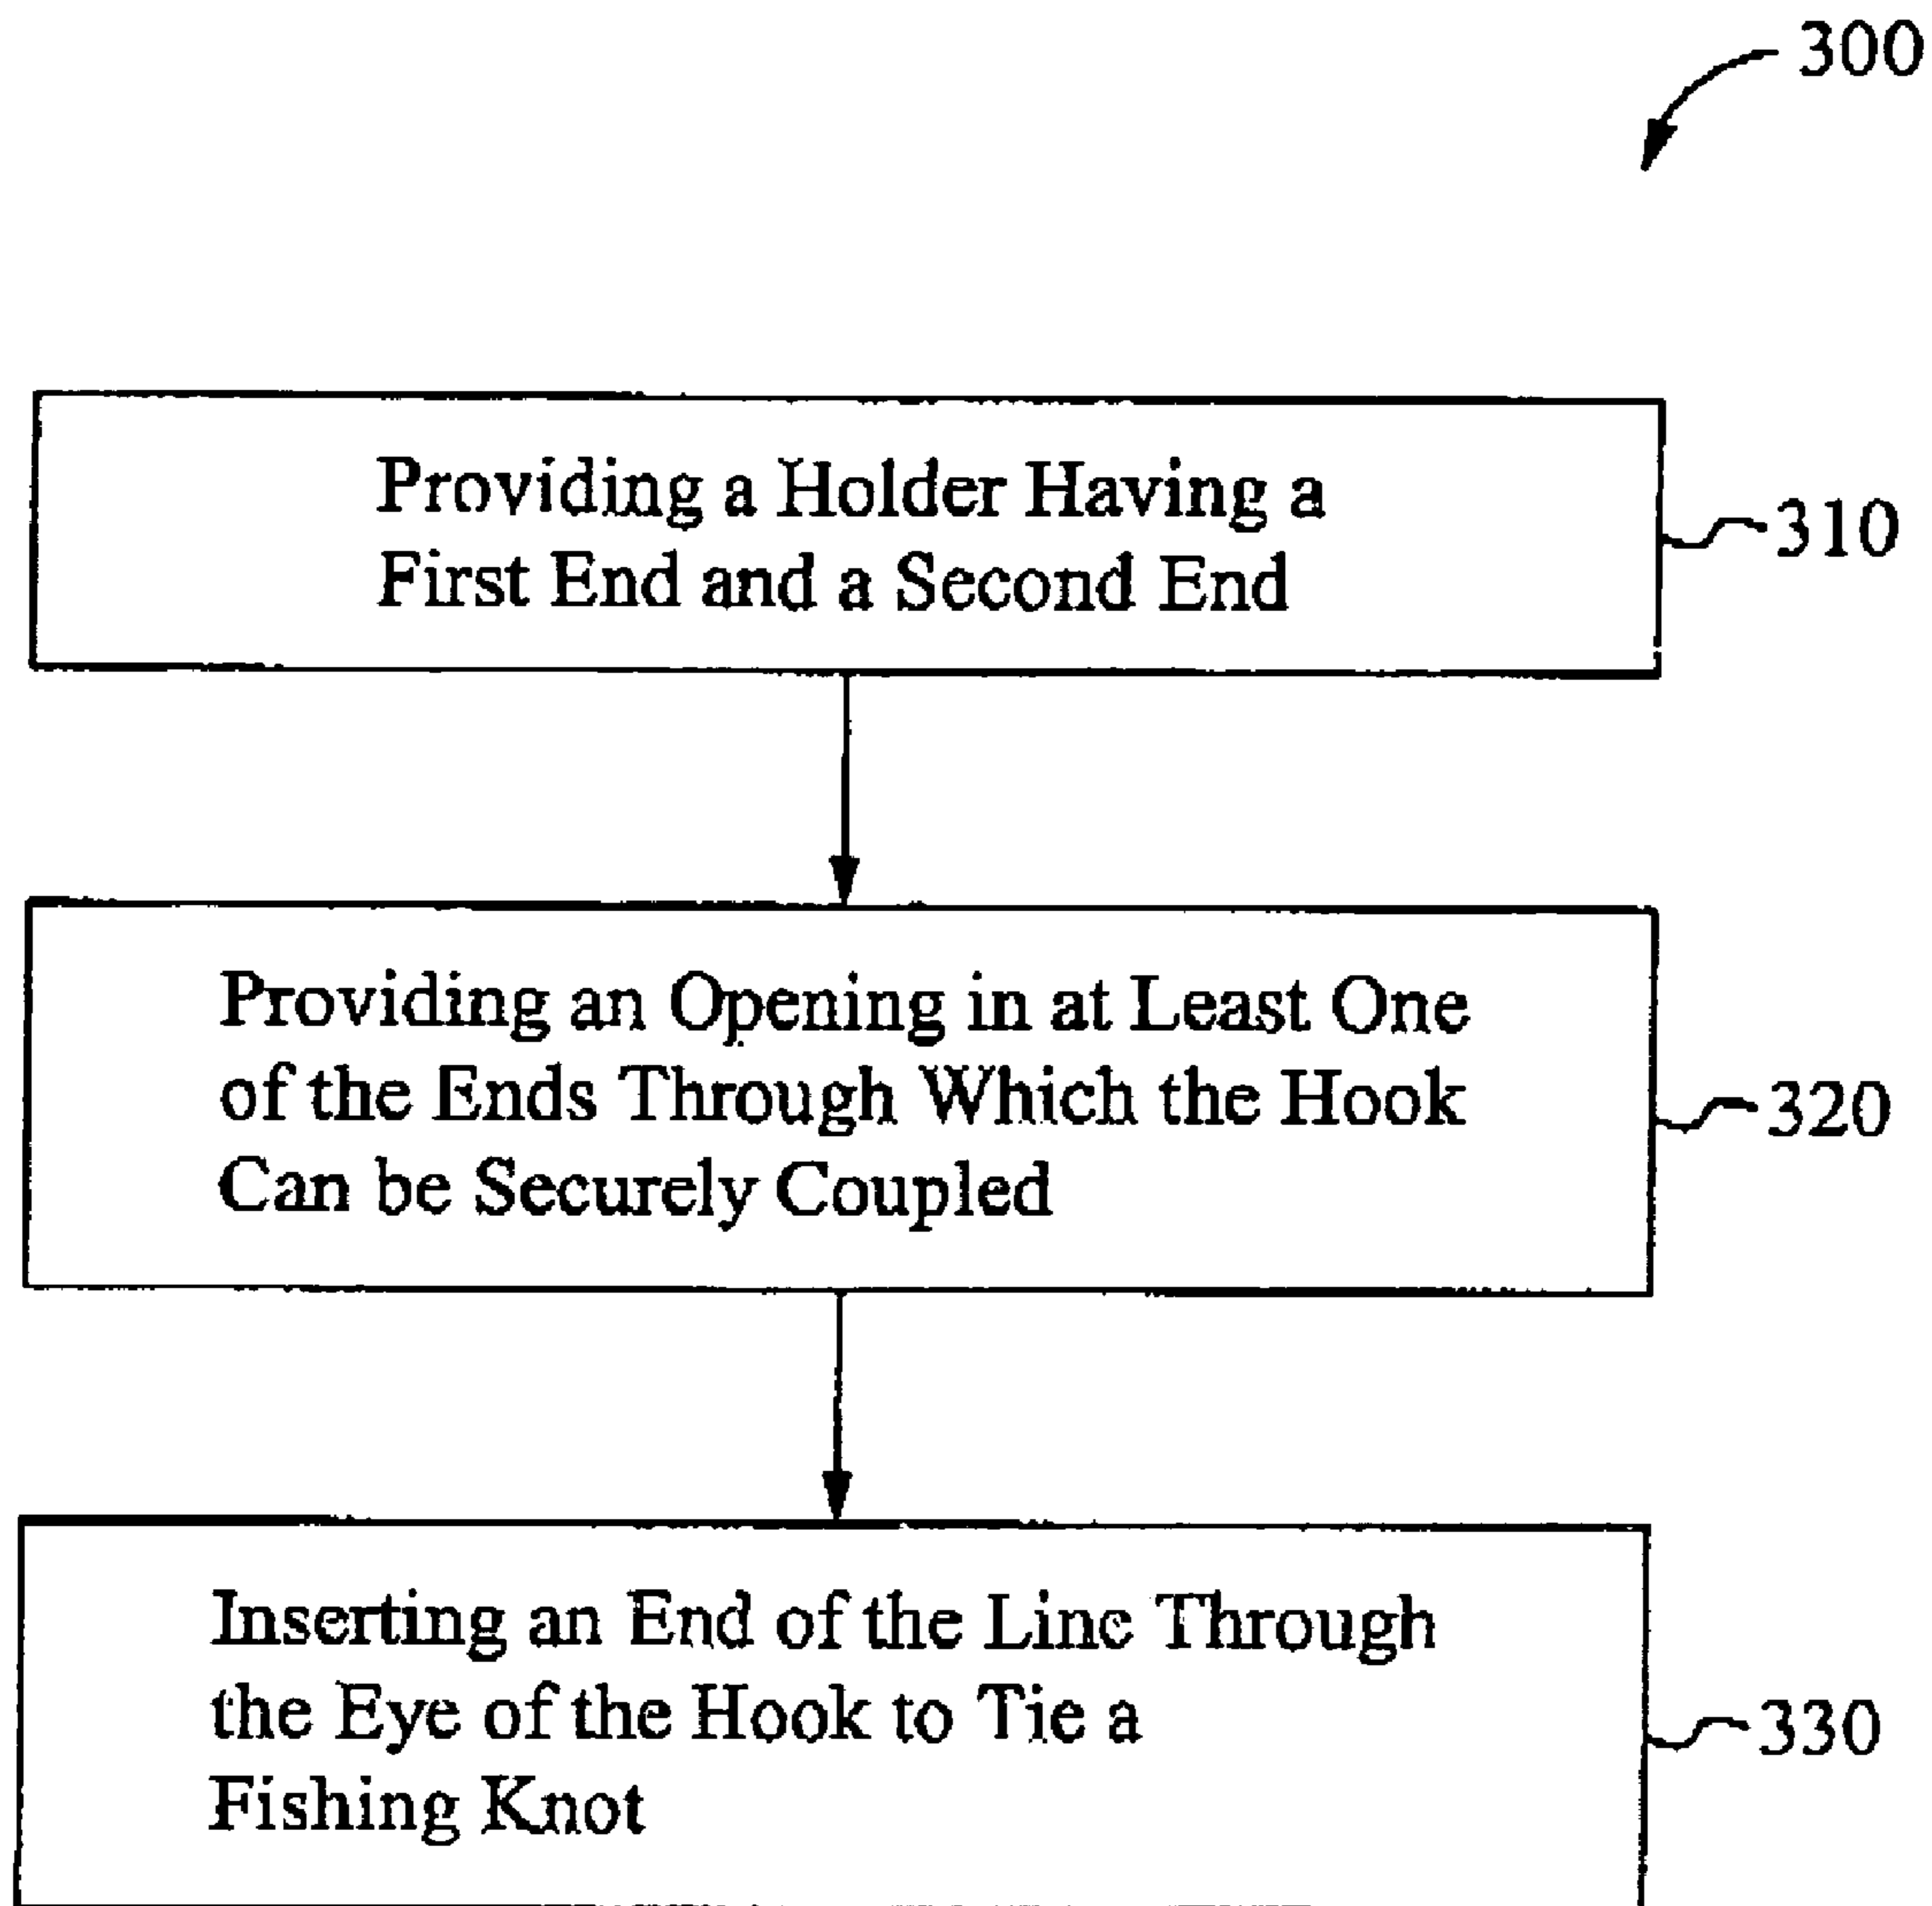 300
Providing a Holder Having a
First End and a Second End
310
Providing an Opening in at Least One
of the Ends Through Which the Hook
Can be Securely Coupled
320
Inserting an End of the Line Through
the Eye of the Hook to Tie a
Fishing Knot
330